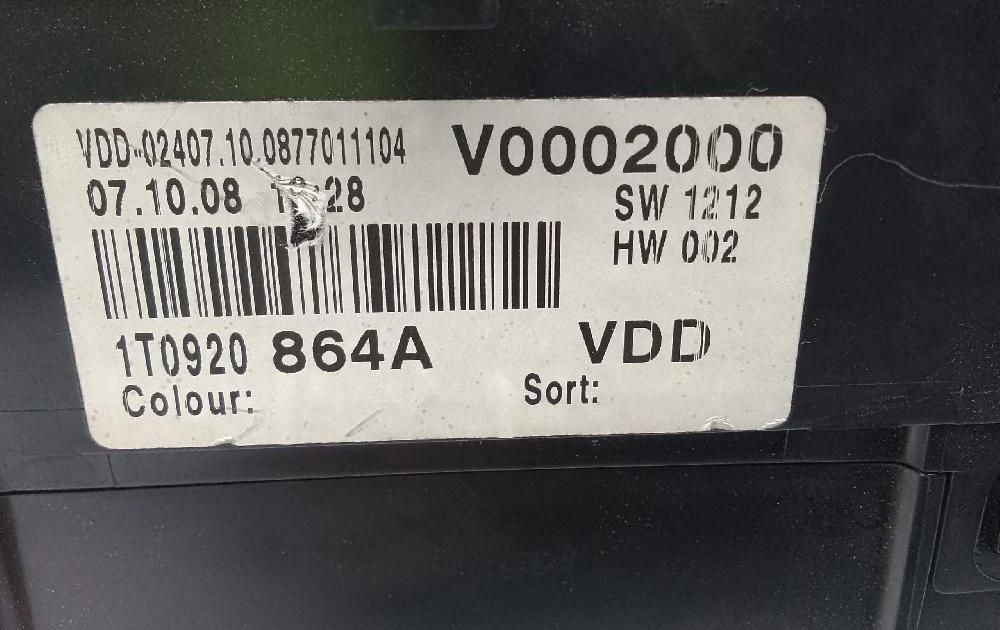 VDD-02407.10.0877011104
V0002000
07.10.08
SW 1212
HW 002
1T0920 864A
VDD
Colour:
Sort: